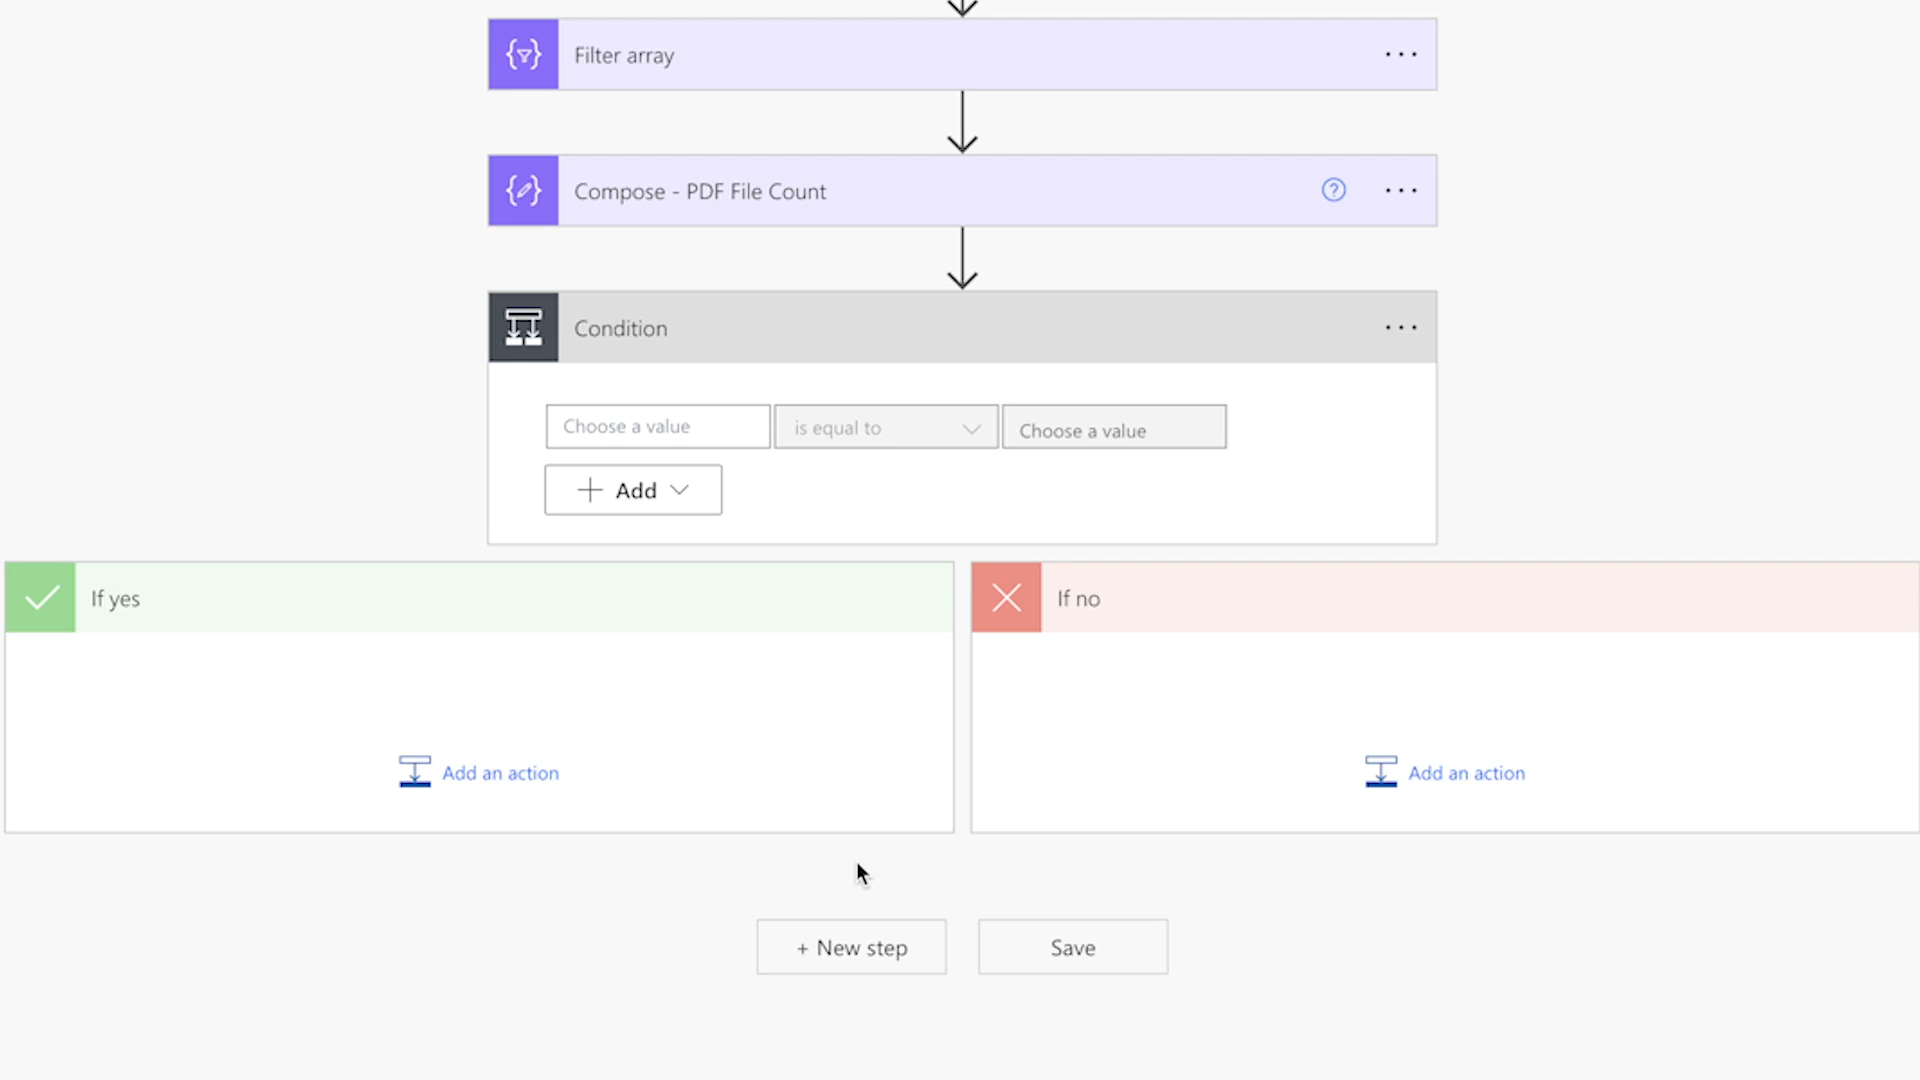 Filter array
Compose - PDF File Count
Condition
Choose a value
is equal to
Choose a value
Add
If yes
If no
Add an action
Add an action
+ New step
Save